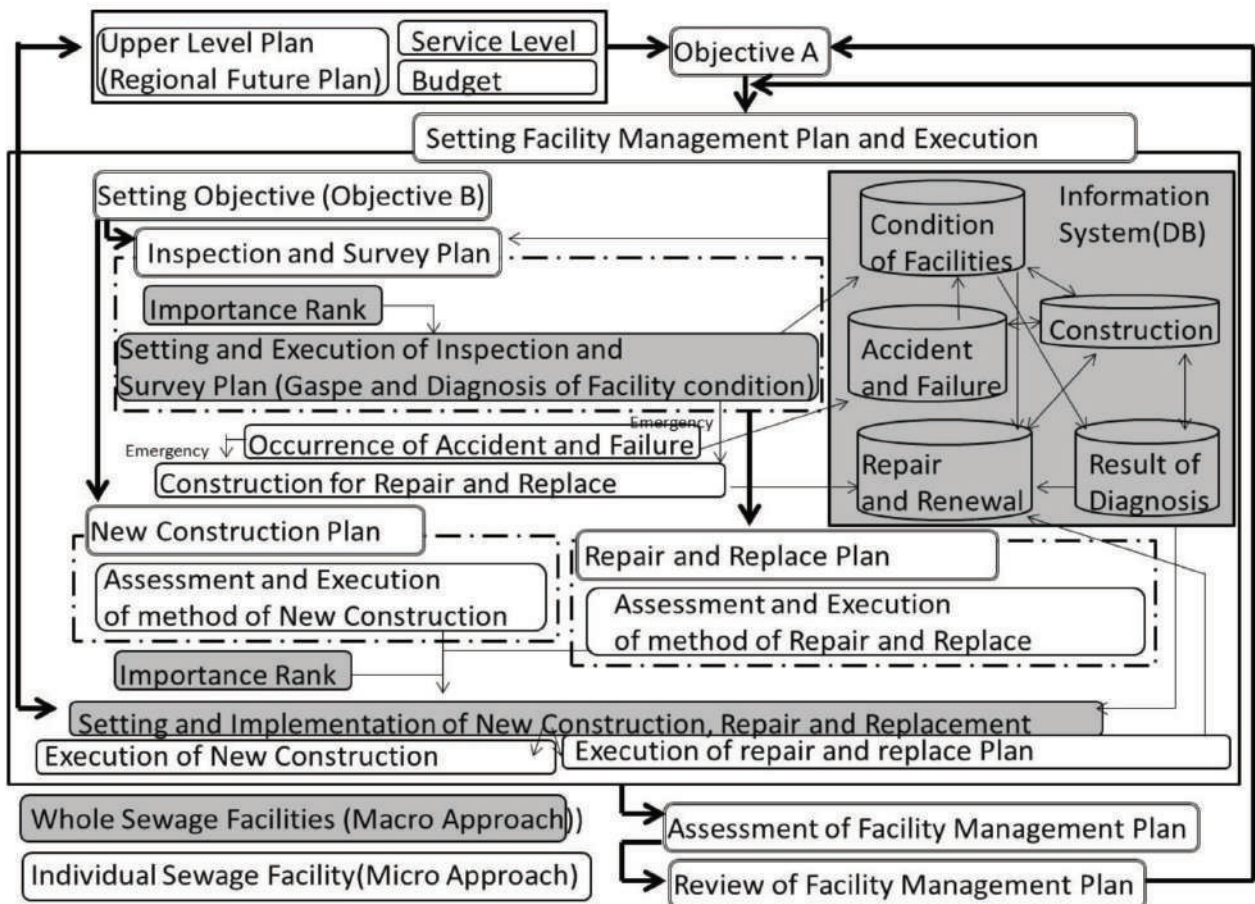 Upper Level Plan
(Regional Future Plan)
Service Level
Budget
Objective A
Setting Facility Management Plan and Execution
Setting Objective (Objective B)
Inspection and Survey Plan
Importance Rank
Setting and Execution of Inspection and
Survey Plan (Gaspe and Diagnosis of Facility condition)
Emergency
Emergency
Occurrence of Accident and Failure
Construction for Repair and Replace
Information
System(DB)
Condition
of Facilities
Construction
Accident
and Failure
Repair
and Renewal
Result of
Diagnosis
New Construction Plan
Assessment and Execution
of method of New Construction
Repair and Replace Plan
Assessment and Execution
of method of Repair and Replace
Importance Rank
Setting and Implementation of New Construction, Repair and Replacement
Execution of New Construction
Execution of repair and replace Plan
Whole Sewage Facilities (Macro Approach))
Individual Sewage Facility(Micro Approach)
Assessment of Facility Management Plan
Review of Facility Management Plan